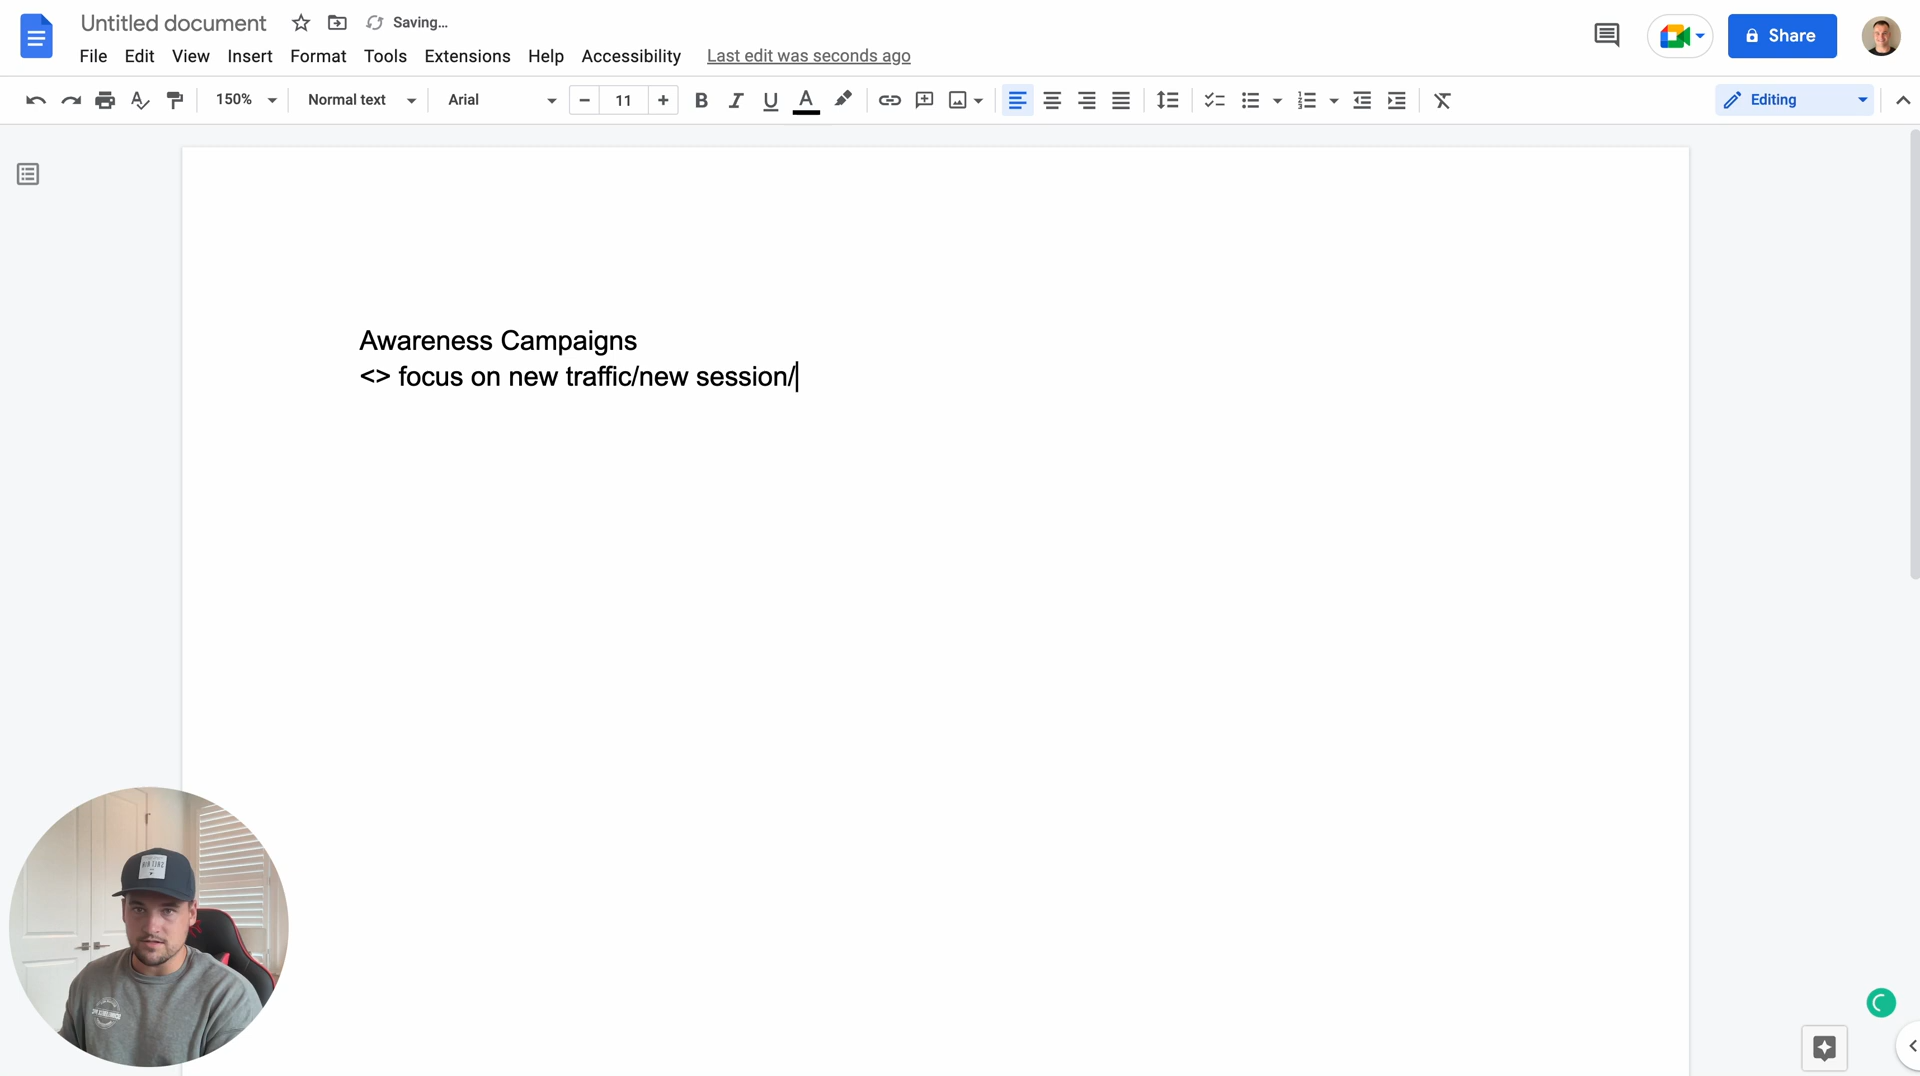 Untitled document
Saving...
File Edit View Insert Format Tools Extensions Help Accessibility Last edit was seconds ago
Share
150% Normal text Arial 11
Editing
Awareness Campaigns
<> focus on new traffic/new session/